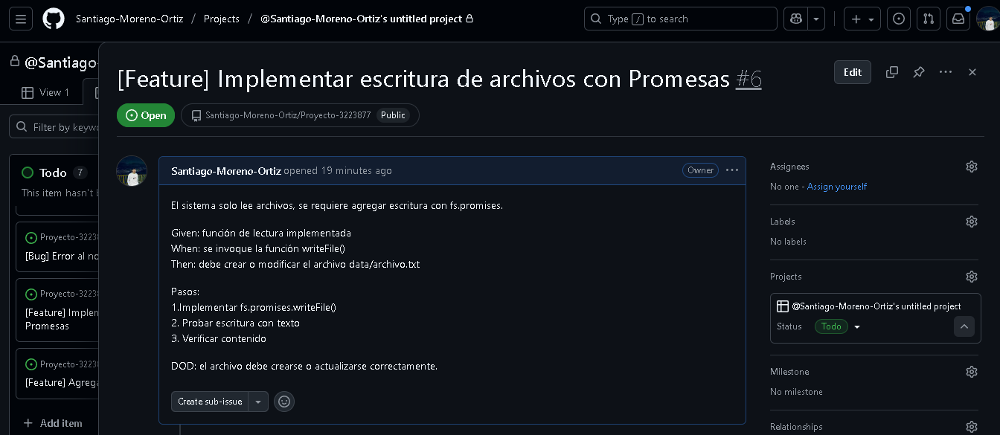 Santiago-Moreno-Ortiz / Projects / @Santiago-Moreno-Ortiz's untitled project
Type / to search
@Santiago-
View 1
Filter by keywo
Todo 7
This item hasn't b
Proyecto-3223
[Bug] Error al no
Proyecto-3223
[Feature] Implem
Promesas
Proyecto-3223
[Feature] Agrega
+ Add item
[Feature] Implementar escritura de archivos con Promesas #6
Edit
Open
Santiago-Moreno-Ortiz/Proyecto-3223877 Public
Santiago-Moreno-Ortiz opened 19 minutes ago
Owner
El sistema solo lee archivos, se requiere agregar escritura con fs.promises.
Given: función de lectura implementada
When: se invoque la función writeFile()
Then: debe crear o modificar el archivo data/archivo.txt
Pasos:
1.Implementar fs.promises.writeFile()
2. Probar escritura con texto
3. Verificar contenido
DOD: el archivo debe crearse o actualizarse correctamente.
Create sub-issue
Assignees
No one - Assign yourself
Labels
No labels
Projects
@Santiago-Moreno-Ortiz's untitled project
Status Todo
Milestone
No milestone
Relationships